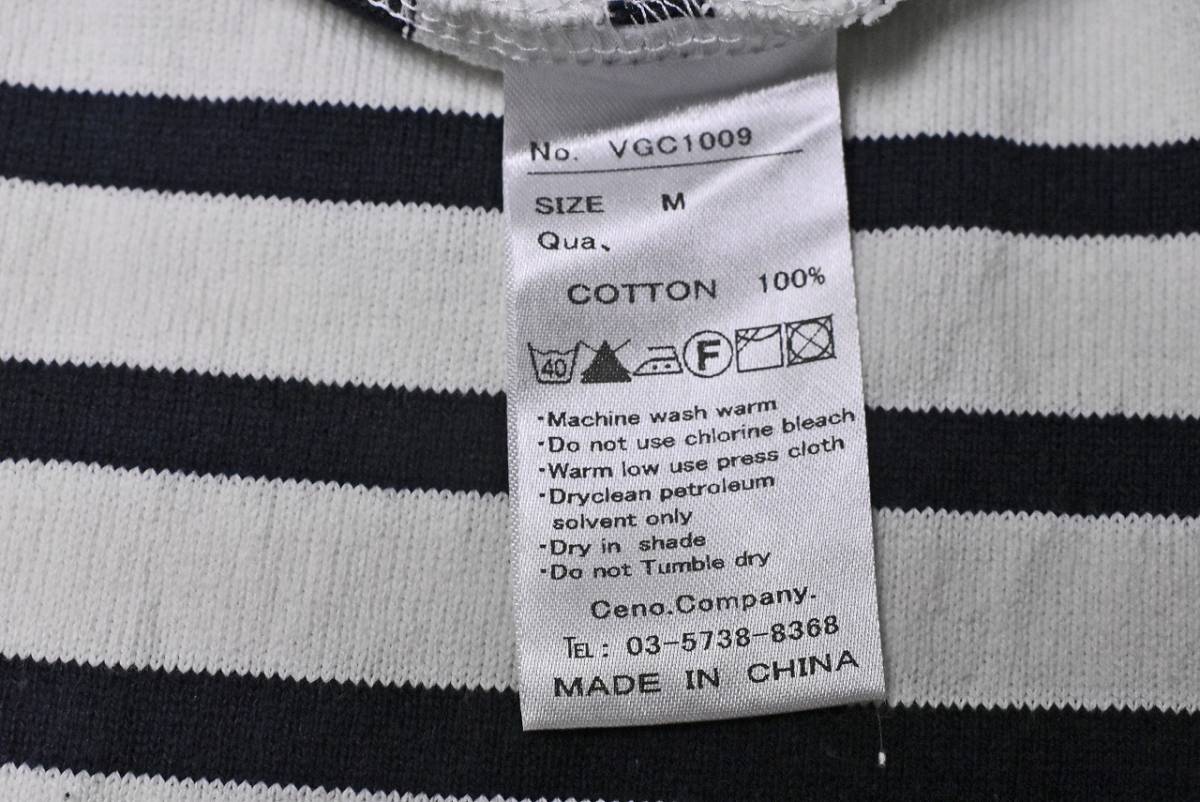 No. VGC1009
SIZE M
Qua、
COTTON 100%
40 F
·Machine wash warm
·Do not use chlorine bleach
·Warm low use press cloth
·Dryclean petroleum
solvent only
·Dry in shade
·Do not Tumble dry
Ceno.Company.
TEL: 03-5738-8368
MADE IN CHINA